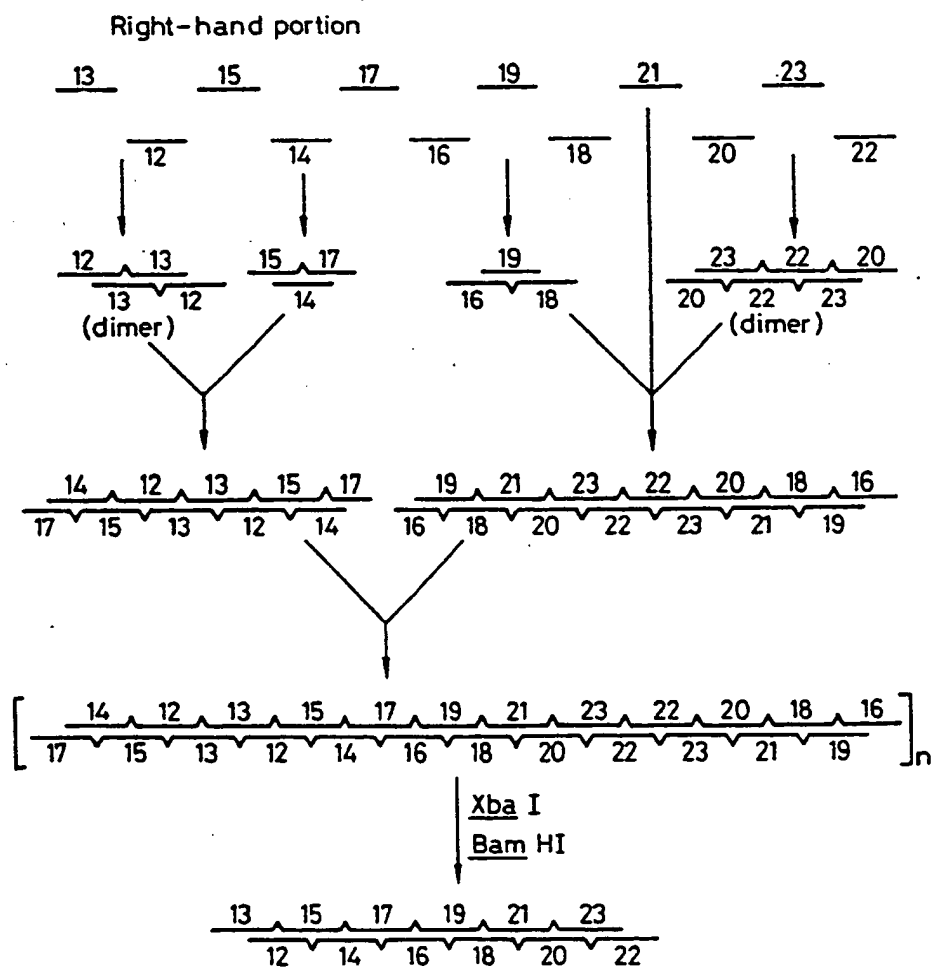 Right-hand portion
13 15 17 19 21 23
12 14 16 18 20 22
12 13 15 17 19 23 22 20
13 12 14 16 18 20 22 23
(dimer) (dimer)
14 12 13 15 17 19 21 23 22 20 18 16
17 15 13 12 14 16 18 20 22 23 21 19
[ 14 12 13 15 17 19 21 23 22 20 18 16
17 15 13 12 14 16 18 20 22 23 21 19 ]n
Xba I
Bam HI
13 15 17 19 21 23
12 14 16 18 20 22